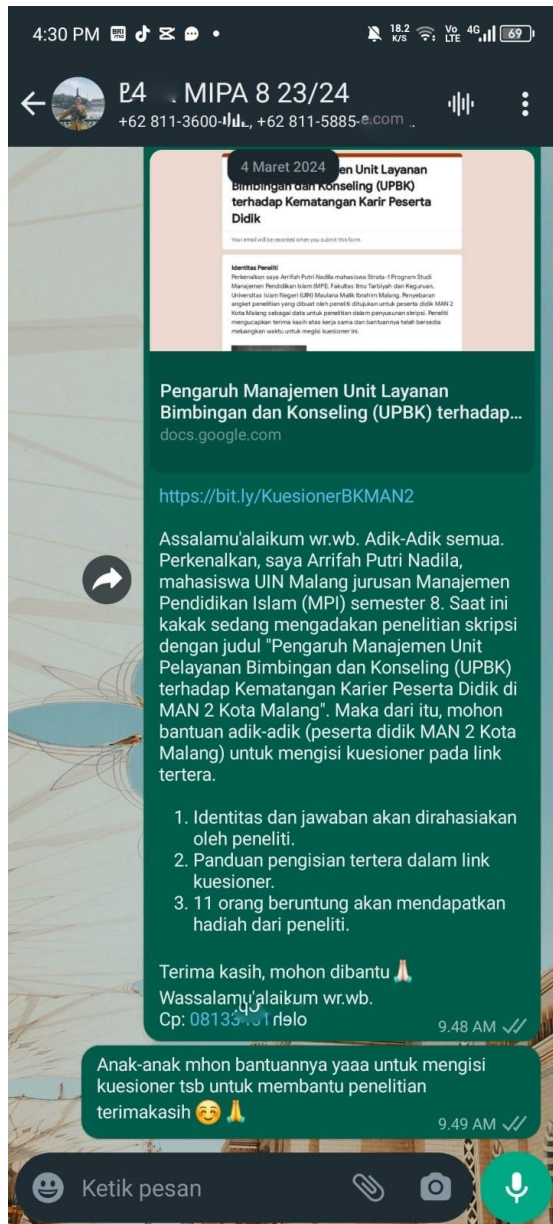 4:30 PM
18.2 K/S
Vo LTE 4G
69
MIPA 8 23/24
+62 811-3600-, +62 811-5885-
4 Maret 2024
en Unit Layanan
Bimbingan dan Konseling (UPBK)
terhadap Kematangan Karir Peserta
Didik
Your email will be recorded when you submit this form.
Identitas Peneliti
Perkenalkan saya Arrifah Putri Nadilla mahasiswa Strata-1 Program Studi
Manajemen Pendidikan Islam (MPI), Fakultas Ilmu Tarbiyah dan Keguruan,
Universitas Islam Negeri (UIN) Maulana Malik Ibrahim Malang. Penyebaran
angket penelitian yang dibuat oleh peneliti ditujukan untuk peserta didik MAN 2
Kota Malang sebagai data untuk penelitian dalam penyusunan skripsi. Peneliti
mengucapkan terima kasih atas kerja sama dan bantuannya telah bersedia
meluangkan waktu untuk megisi kuesioner ini.
Pengaruh Manajemen Unit Layanan
Bimbingan dan Konseling (UPBK) terhadap...
docs.google.com
https://bit.ly/KuesionerBKMAN2
Assalamu'alaikum wr.wb. Adik-Adik semua.
Perkenalkan, saya Arrifah Putri Nadila,
mahasiswa UIN Malang jurusan Manajemen
Pendidikan Islam (MPI) semester 8. Saat ini
kakak sedang mengadakan penelitian skripsi
dengan judul "Pengaruh Manajemen Unit
Pelayanan Bimbingan dan Konseling (UPBK)
terhadap Kematangan Karier Peserta Didik di
MAN 2 Kota Malang". Maka dari itu, mohon
bantuan adik-adik (peserta didik MAN 2 Kota
Malang) untuk mengisi kuesioner pada link
tertera.
1. Identitas dan jawaban akan dirahasiakan
oleh peneliti.
2. Panduan pengisian tertera dalam link
kuesioner.
3. 11 orang beruntung akan mendapatkan
hadiah dari peneliti.
Terima kasih, mohon dibantu 🙏🏻
Wassalamu'alaikum wr.wb.
Cp:
9.48 AM
Anak-anak mhon bantuannya yaaa untuk mengisi
kuesioner tsb untuk membantu penelitian
terimakasih ☺️🙏
9.49 AM
Ketik pesan